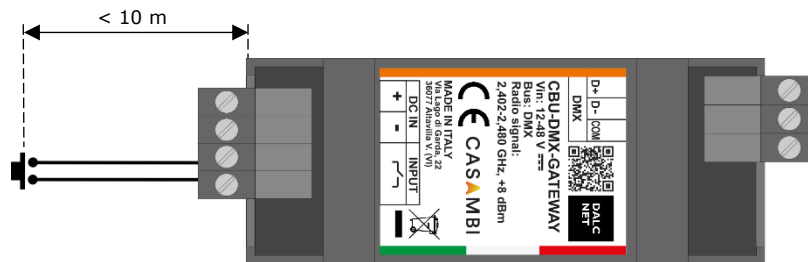 < 10 m
D+ D- COM
DMX
DALC
NET
CBU-DMX-GATEWAY
Vin: 12-48 V
Bus: DMX
Radio signal:
2,402-2,480 GHz, +8 dBm
CE CASAMBI
MADE IN ITALY
Via Lago di Garda, 22
36077 Altavilla V. (VI)
DC IN INPUT
+ -